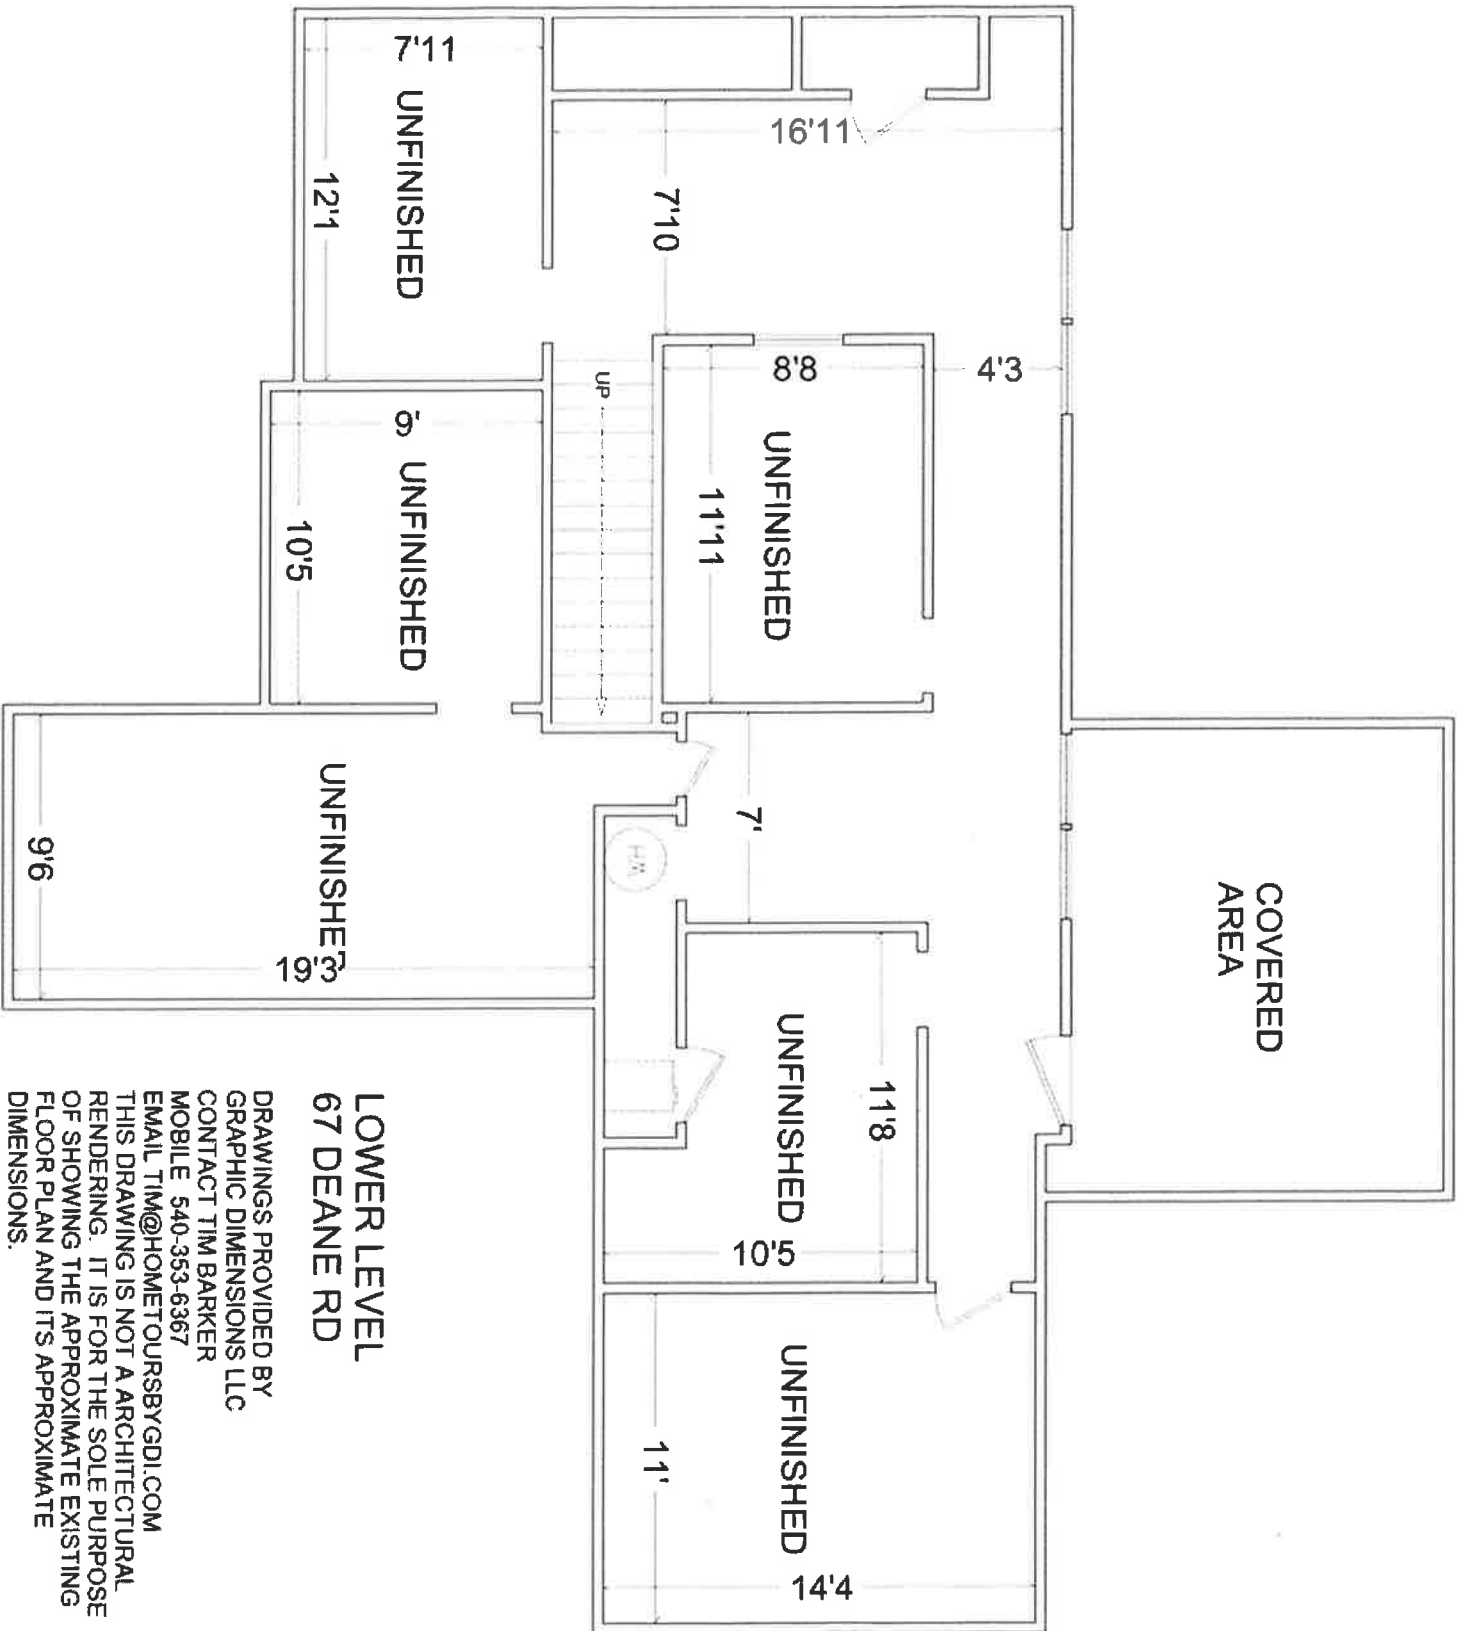 COVERED
AREA
16'11
7'10
4'3
8'8
UNFINISHED
11'11
7'
7'11
UNFINISHED
12'1
UP
9'
UNFINISHED
10'5
HW
UNFINISHED
11'8
10'5
UNFINISHED
11'
14'4
UNFINISHE
19'3
9'6
LOWER LEVEL
67 DEANE RD
DRAWINGS PROVIDED BY
GRAPHIC DIMENSIONS LLC
CONTACT TIM BARKER
MOBILE 540-353-6367
EMAIL TIM@HOMETOURSBYGDI.COM
THIS DRAWING IS NOT A ARCHITECTURAL
RENDERING. IT IS FOR THE SOLE PURPOSE
OF SHOWING THE APPROXIMATE EXISTING
FLOOR PLAN AND ITS APPROXIMATE
DIMENSIONS.